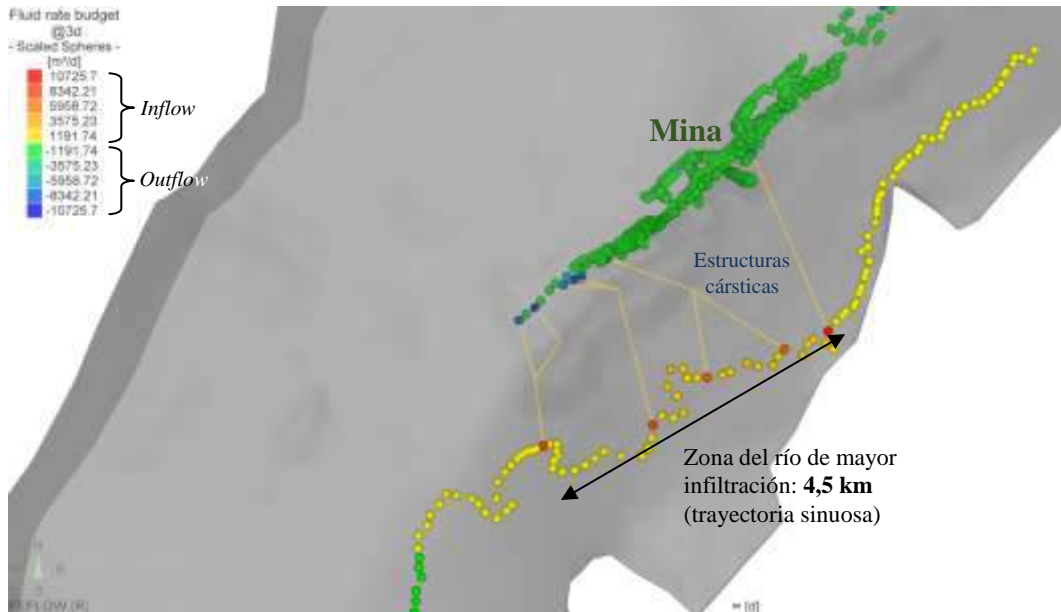 Fluid rate budget
@3d
- Scaled Spheres -
[m³/d]
10725.7
8342.21
5958.72
3575.23
1191.74
-1191.74
-3575.23
-5958.72
-8342.21
-10725.7
Inflow
Outflow
Mina
Estructuras
cársticas
Zona del río de mayor
infiltración: 4,5 km
(trayectoria sinuosa)
FLOW (R)
[d]